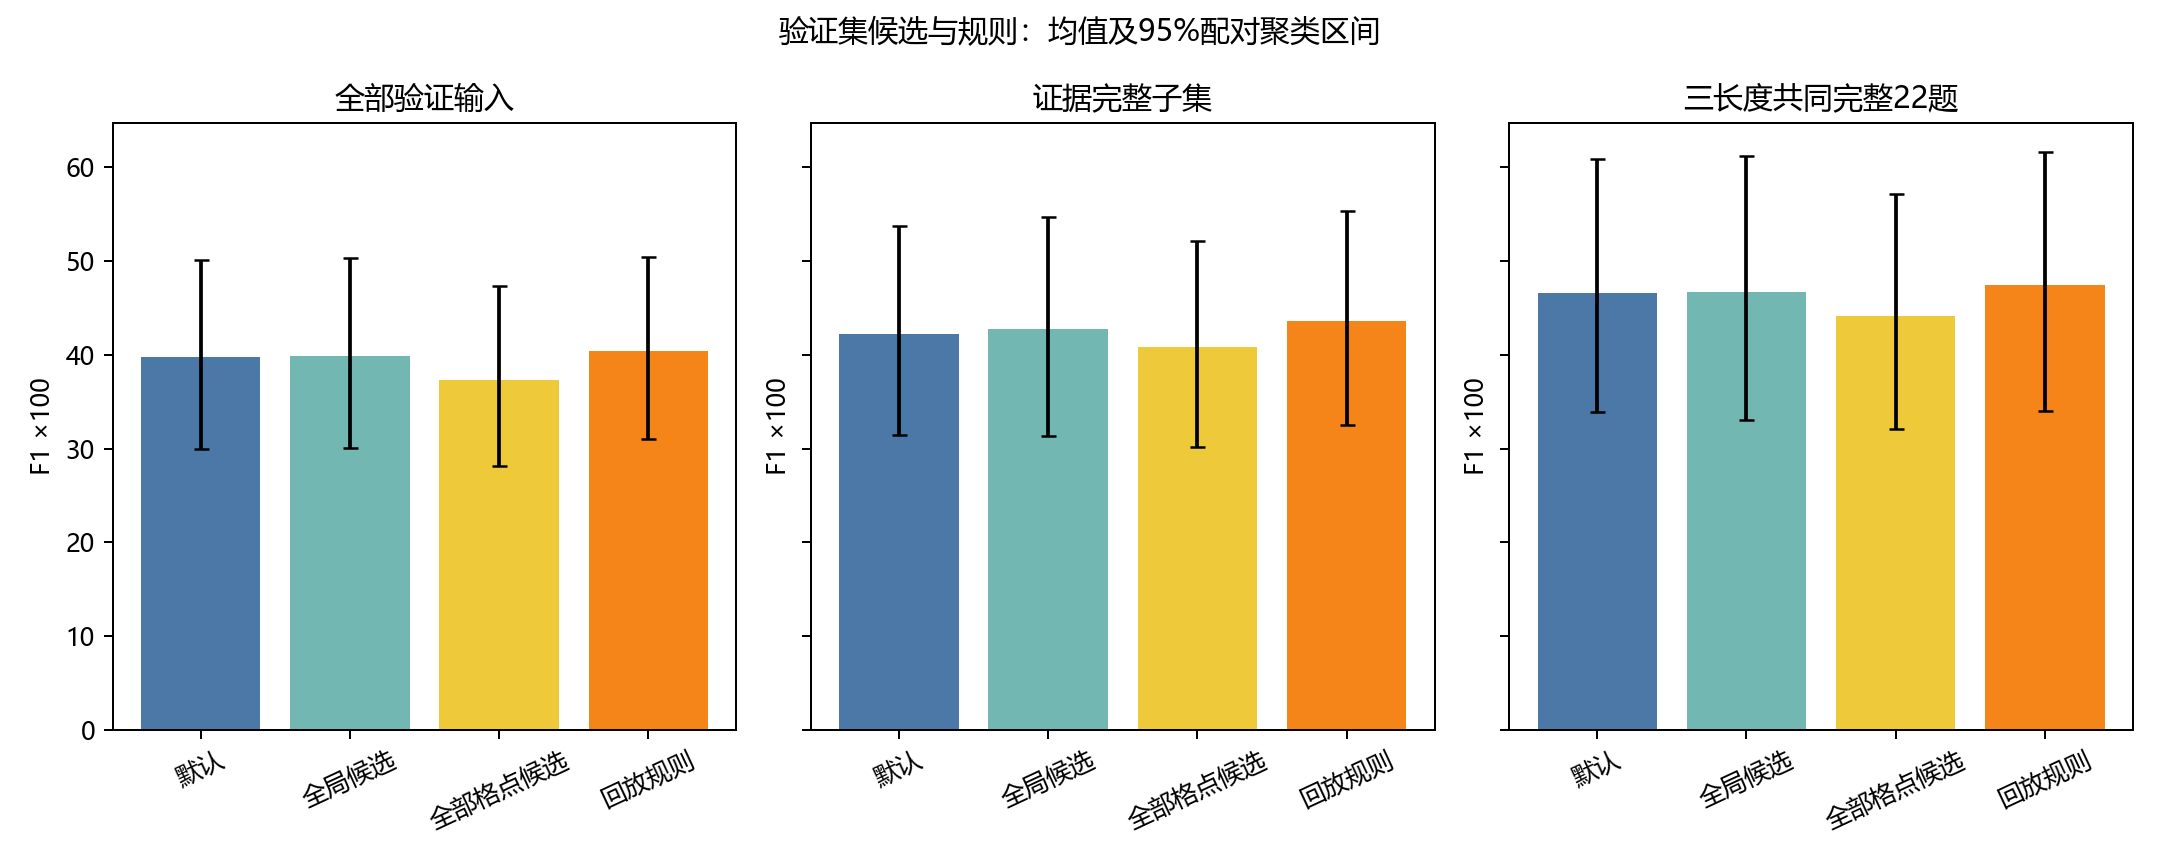 验证集候选与规则：均值及95%配对聚类区间
全部验证输入
F1 ×100
60
50
40
30
20
10
0
默认
全局候选
全部格点候选
回放规则
证据完整子集
F1 ×100
默认
全局候选
全部格点候选
回放规则
三长度共同完整22题
F1 ×100
默认
全局候选
全部格点候选
回放规则